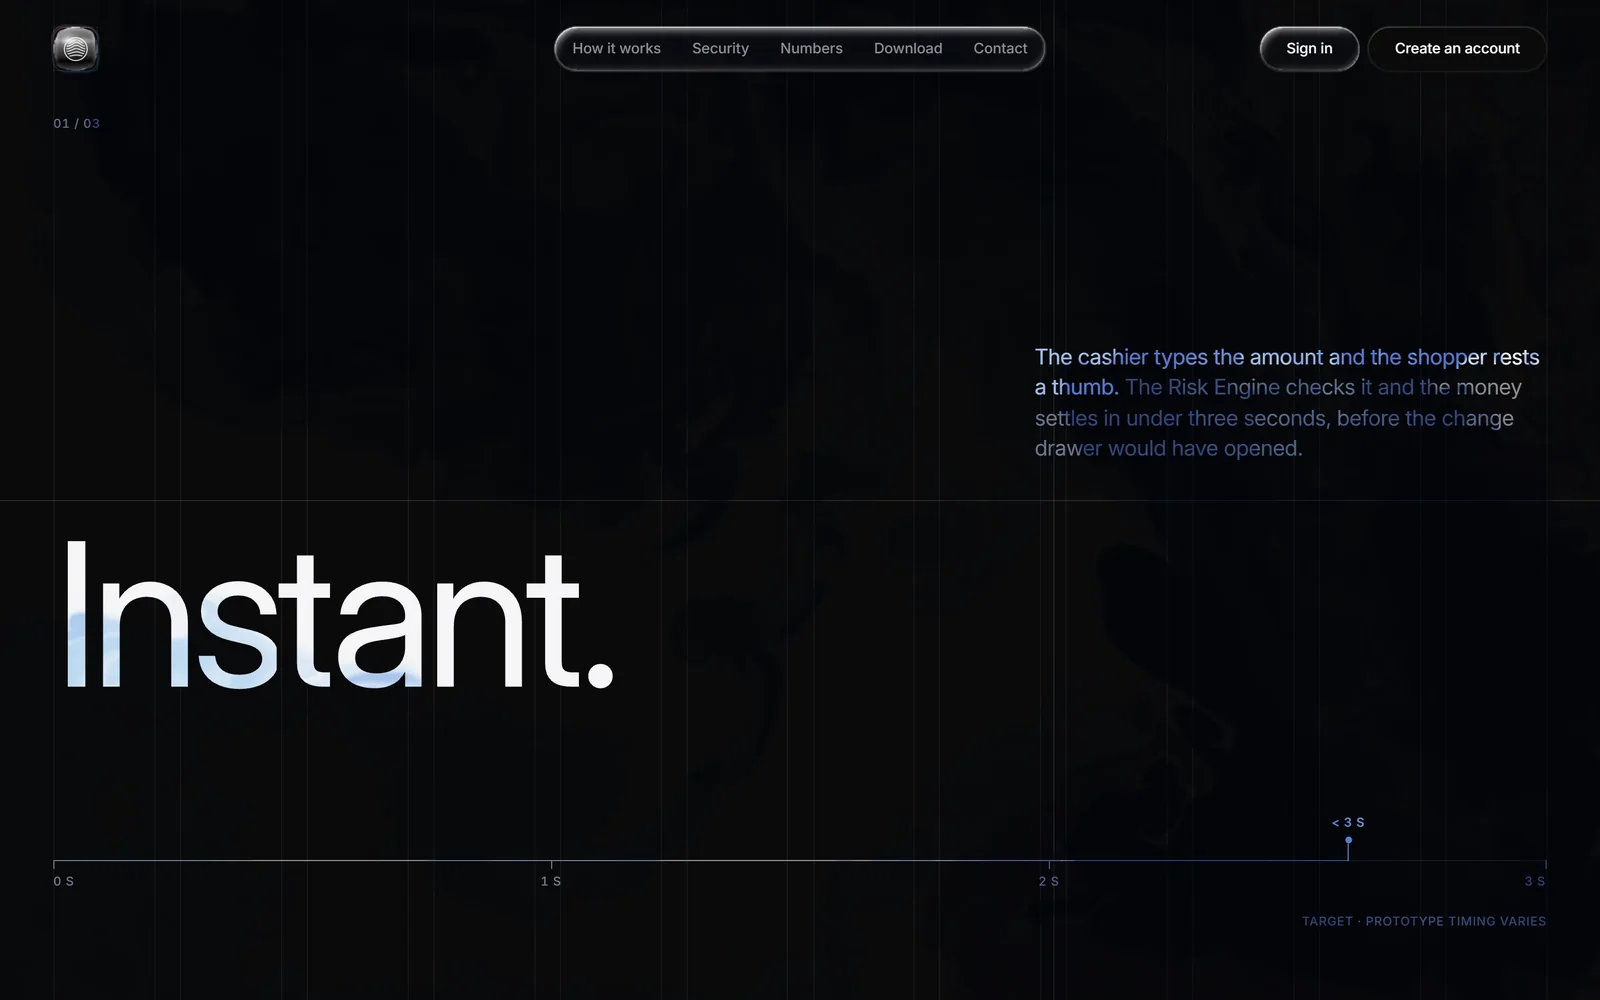 How it works Security Numbers Download Contact
Sign in
Create an account
01 / 03
The cashier types the amount and the shopper rests
a thumb. The Risk Engine checks it and the money
settles in under three seconds, before the change
drawer would have opened.
Instant.
< 3 S
0 S 1 S 2 S 3 S
TARGET · PROTOTYPE TIMING VARIES